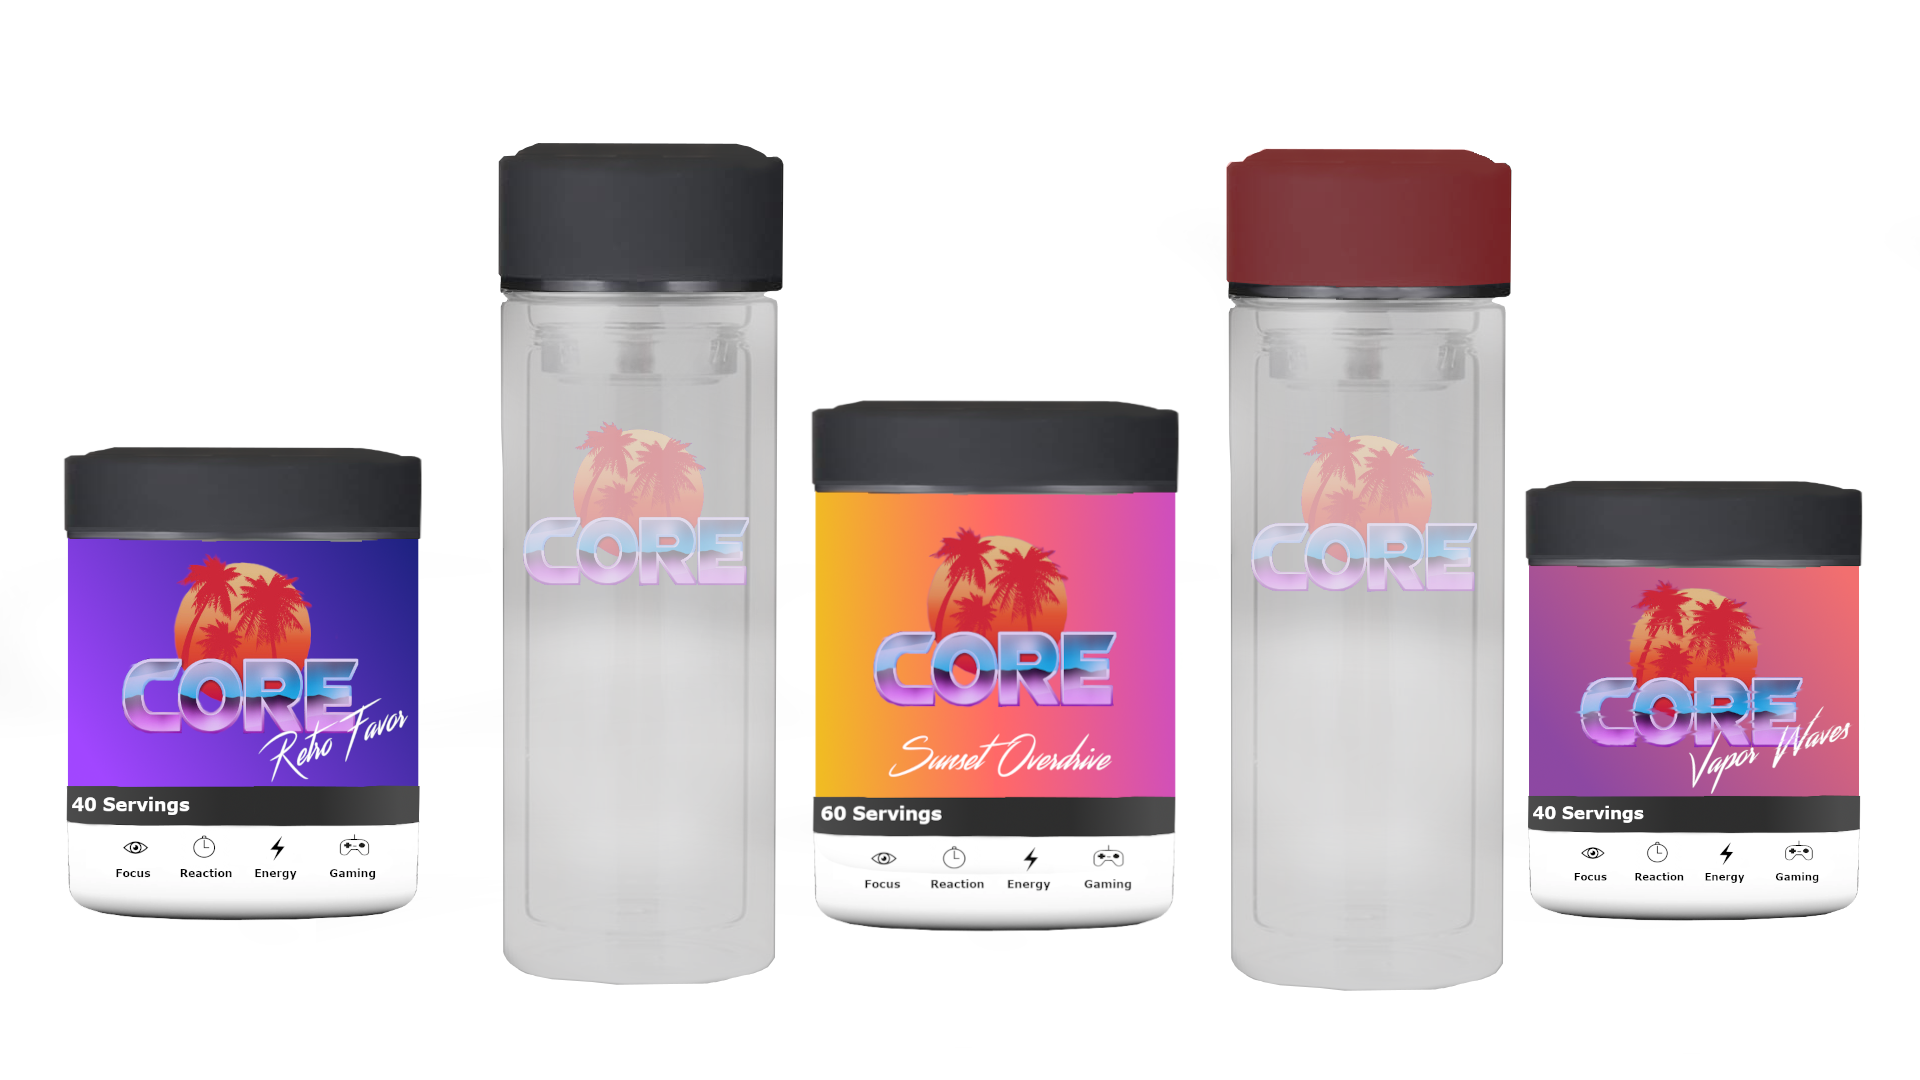 CORE
Retro Favor
40 Servings
Focus Reaction Energy Gaming
CORE
CORE
Sunset Overdrive
60 Servings
Focus Reaction Energy Gaming
CORE
CORE
Vapor Waves
40 Servings
Focus Reaction Energy Gaming